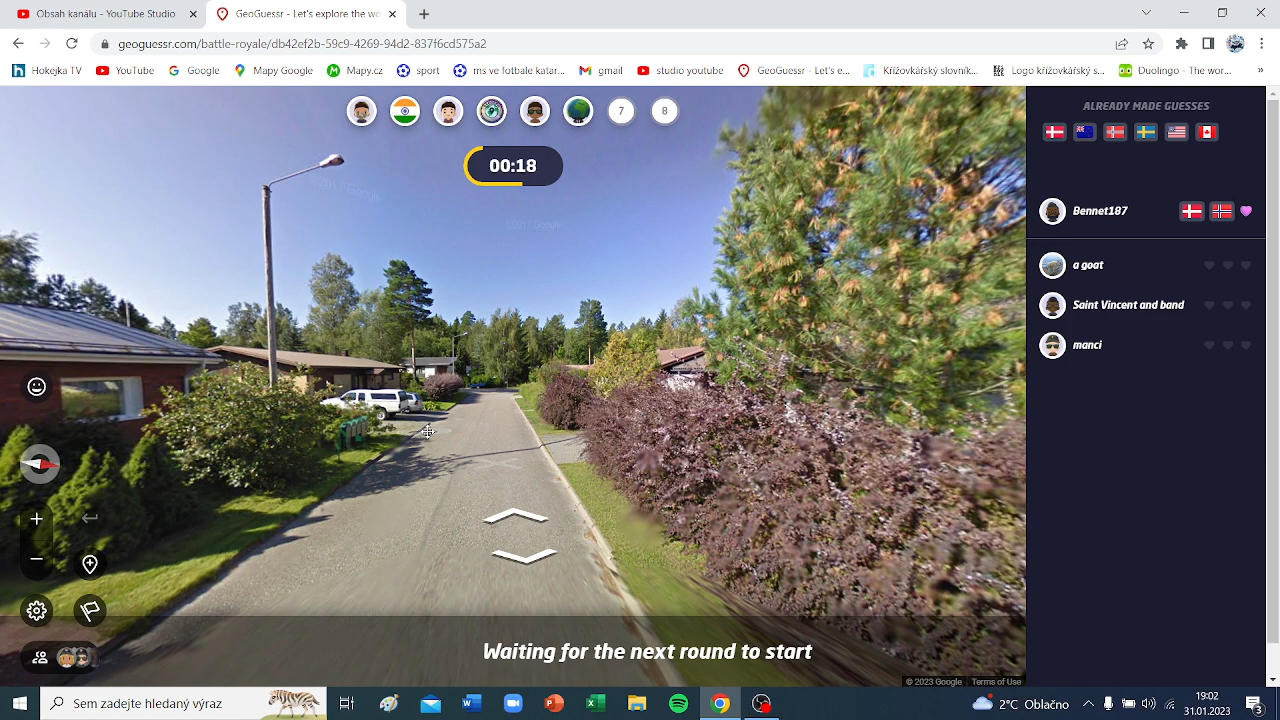 Obsah kanálu - YouTube Studio
GeoGuessr - Let's explore the wo
geoguessr.com/battle-royale/db42ef2b-59c9-4269-94d2-837f6cd575a2
Hokejka TV
YouTube
Google
Mapy Google
Mapy.cz
sport
ms ve fotbale - star...
gmail
studio youtubu
GeoGuessr - Let's e...
Křížovkářský slovník...
Logo křížovkářský s...
Duolingo - The wor...
»
7
8
00:18
ALREADY MADE GUESSES
Bennet187
a goat
Saint Vincent and band
manci
Waiting for the next round to start
© 2023 Google
Terms of Use
Sem zadejte hledaný výraz
2°C Oblačno
19:02
31.01.2023
3